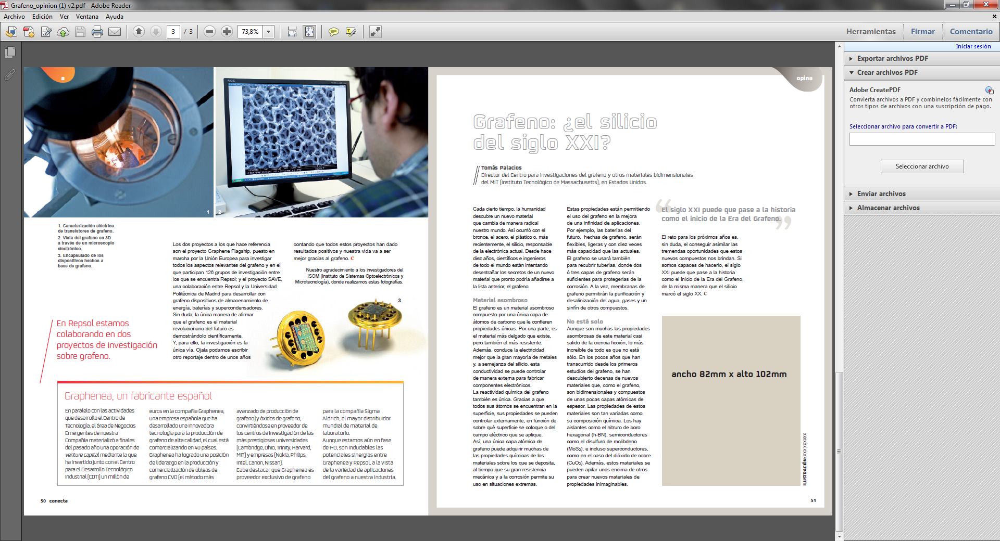 Grafeno_opinion (1) v2.pdf - Adobe Reader
Archivo Edición Ver Ventana Ayuda
3 / 3 73,8%
Herramientas Firmar Comentario
Iniciar sesión
Exportar archivos PDF
Crear archivos PDF
Adobe CreatePDF
Convierta archivos a PDF y combínelos fácilmente con
otros tipos de archivos con una suscripción de pago.
Seleccionar archivo para convertir a PDF:
Seleccionar archivo
Enviar archivos
Almacenar archivos
a
NEC
1
2
1. Caracterización eléctrica
de transistores de grafeno.
2. Vista del grafeno en 3D
a través de un microscopio
electrónico.
3. Encapsulado de los
dispositivos hechos a
base de grafeno.
En Repsol estamos
colaborando en dos
proyectos de investigación
sobre grafeno.
Los dos proyectos a los que hace referencia
son el proyecto Graphene Flagship, puesto en
marcha por la Unión Europea para investigar
todos los aspectos relevantes del grafeno y en el
que participan 126 grupos de investigación entre
los que se encuentra Repsol; y el proyecto SAVE,
una colaboración entre Repsol y la Universidad
Politécnica de Madrid para desarrollar con
grafeno dispositivos de almacenamiento de
energía, baterías y supercondensadores.
Sin duda, la única manera de afirmar
que el grafeno es el material
revolucionario del futuro es
demostrándolo científicamente.
Y, para ello, la investigación es la
única vía. Ojala podamos escribir
otro reportaje dentro de unos años
contando que todos estos proyectos han dado
resultados positivos y nuestra vida va a ser
mejor gracias al grafeno. C
Nuestro agradecimiento a los investigadores del
ISOM (Instituto de Sistemas Optoelectrónicos y
Microtecnología), donde realizamos estas fotografías.
3
Graphenea, un fabricante español
En paralelo con las actividades
que desarrolla el Centro de
Tecnología, el área de Negocios
Emergentes de nuestra
Compañía materializó a finales
del pasado año una operación de
venture capital mediante la que
ha invertido junto con el Centro
para el Desarrollo Tecnológico
Industrial (CDTI) un millón de
euros en la compañía Graphenea,
una empresa española que ha
desarrollado una innovadora
tecnología para la producción de
grafeno de alta calidad, el cual está
comercializando en 40 países.
Graphenea ha logrado una posición
de liderazgo en la producción y
comercialización de obleas de
grafeno CVD (el método más
avanzado de producción de
grafeno) y óxidos de grafeno,
convirtiéndose en proveedor de
los centros de investigación de las
más prestigiosas universidades
(Cambridge, Ohio, Trinity, Harvard,
MIT) y empresas (Nokia, Philips,
Intel, Canon, Nissan).
Cabe destacar que Graphenea es
proveedor exclusivo de grafeno
para la compañía Sigma
Aldrich, el mayor distribuidor
mundial de material de
laboratorio.
Aunque estamos aún en fase
de I+D, son indudables las
potenciales sinergias entre
Graphenea y Repsol, a la vista
de la variedad de aplicaciones
del grafeno a nuestra industria.
50 conecta
opina
Grafeno: ¿el silicio
del siglo XXI?
Tomás Palacios
Director del Centro para Investigaciones del grafeno y otros materiales bidimensionales
del MIT (Instituto Tecnológico de Massachusetts), en Estados Unidos.
Cada cierto tiempo, la humanidad
descubre un nuevo material
que cambia de manera radical
nuestro mundo. Así ocurrió con el
bronce, el acero, el plástico o, más
recientemente, el silicio, responsable
de la electrónica actual. Desde hace
diez años, científicos e ingenieros
de todo el mundo están intentando
desentrañar los secretos de un nuevo
material que pronto podría añadirse a
la lista anterior, el grafeno.
Material asombroso
El grafeno es un material asombroso
compuesto por una única capa de
átomos de carbono que le confieren
propiedades únicas. Por una parte, es
el material más delgado que existe,
pero también el más resistente.
Además, conduce la electricidad
mejor que la gran mayoría de metales
y, a semejanza del silicio, esta
conductividad se puede controlar
de manera externa para fabricar
componentes electrónicos.
La reactividad química del grafeno
también es única. Gracias a que
todos sus átomos se encuentran en la
superficie, sus propiedades se pueden
controlar externamente, en función de
sobre qué superficie se coloque o del
campo eléctrico que se aplique.
Así, una única capa atómica de
grafeno puede adquirir muchas de
las propiedades químicas de los
materiales sobre los que se deposita,
al tiempo que su gran resistencia
mecánica y a la corrosión permite su
uso en situaciones extremas.
Estas propiedades están permitiendo
el uso del grafeno en la mejora
de una infinidad de aplicaciones.
Por ejemplo, las baterías del
futuro, hechas de grafeno, serán
flexibles, ligeras y con diez veces
más capacidad que las actuales.
El grafeno se usará también
para recubrir tuberías, donde dos
ó tres capas de grafeno serán
suficientes para protegerlas de la
corrosión. A la vez, membranas de
grafeno permitirán la purificación y
desalinización del agua, gases y un
sinfín de otros compuestos.
No está solo
Aunque son muchas las propiedades
asombrosas de este material casi
salido de la ciencia ficción, lo más
increíble de todo es que no está
sólo. En los pocos años que han
transcurrido desde los primeros
estudios del grafeno, se han
descubierto decenas de nuevos
materiales que, como el grafeno,
son bidimensionales y compuestos
de unas pocas capas atómicas de
espesor. Las propiedades de estos
materiales son tan variadas como
su composición química. Los hay
aislantes como el nitruro de boro
hexagonal (h-BN), semiconductores
como el disulfuro de molibdeno
(MoS2), e incluso superconductores,
como en el caso del dióxido de cobre
(CuO2). Además, estos materiales se
pueden apilar unos encima de otros
para crear nuevos materiales de
propiedades inimaginables.
“El siglo XXI puede que pase a la historia
como el inicio de la Era del Grafeno.”
El reto para los próximos años es,
sin duda, el conseguir asimilar las
tremendas oportunidades que estos
nuevos compuestos nos brindan. Si
somos capaces de hacerlo, el siglo
XXI puede que pase a la historia
como el inicio de la Era del Grafeno,
de la misma manera que el silicio
marcó el siglo XX. C
ancho 82mm x alto 102mm
ILUSTRACIÓN: XXX XXXXXX
51